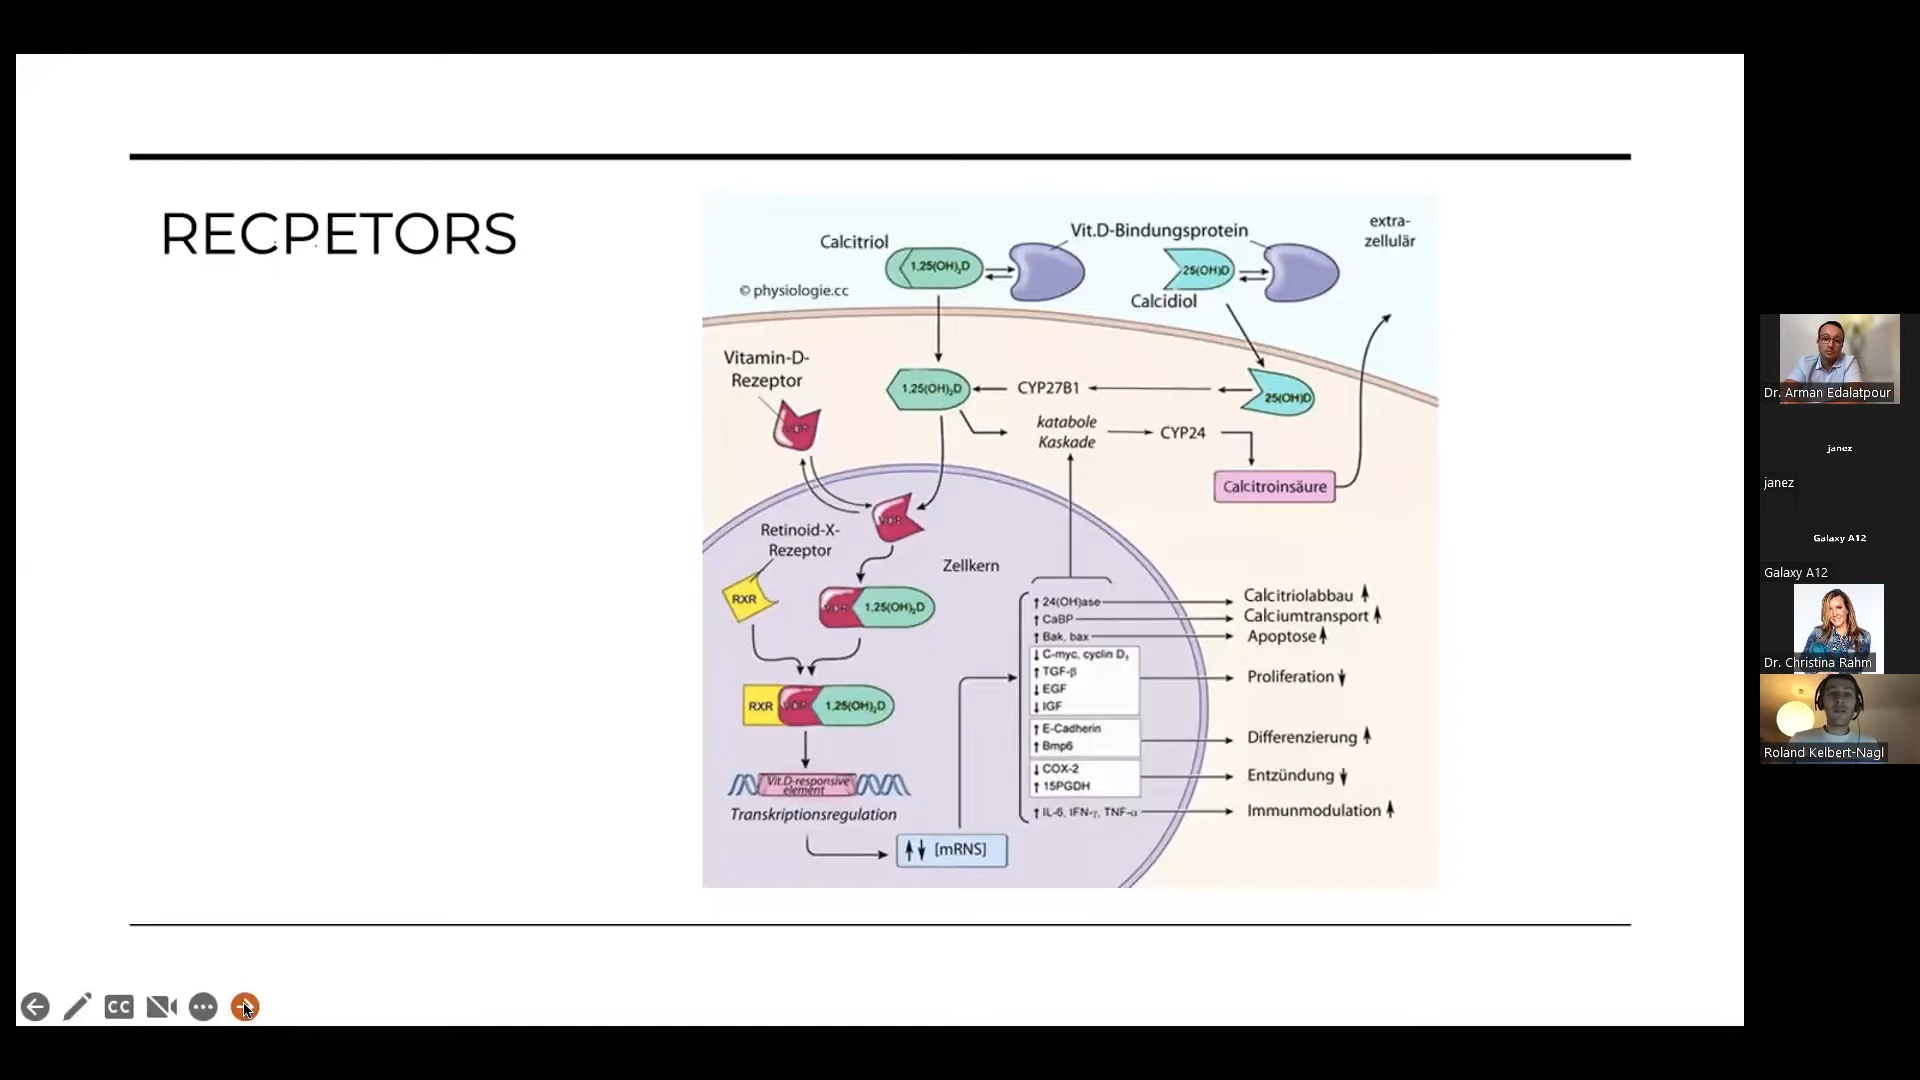 RECPETORS
Calcitriol
1,25(OH)₂D
Vit.D-Bindungsprotein
25(OH)D
Calcidiol
extra-
zellulär
© physiologie.cc
Vitamin-D-
Rezeptor
VDR
1,25(OH)₂D
CYP27B1
25(OH)D
katabole
Kaskade
CYP24
Calcitroinsäure
VDR
Retinoid-X-
Rezeptor
Zellkern
RXR
VDR
1,25(OH)₂D
RXR
VDR
1,25(OH)₂D
Vit.D-responsive
element
Transkriptionsregulation
↑↓ [mRNS]
↑ 24(OH)ase
↑ CaBP
↑ Bak, bax
↓ C-myc, cyclin D₁
↑ TGF-β
↓ EGF
↓ IGF
↑ E-Cadherin
↑ Bmp6
↓ COX-2
↑ 15PGDH
↑ IL-6, IFN-γ, TNF-α
Calcitriolabbau ↑
Calciumtransport ↑
Apoptose ↑
Proliferation ↓
Differenzierung ↑
Entzündung ↓
Immunmodulation ↑
CC
Dr. Arman Edalatpour
janez
janez
Galaxy A12
Galaxy A12
Dr. Christina Rahm
Roland Kelbert-Nagl